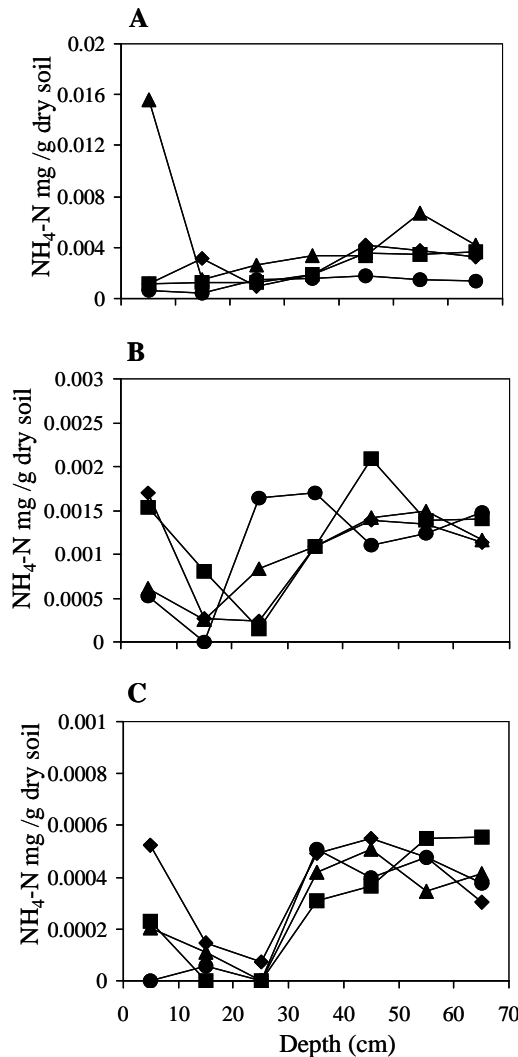 A
0.02
0.016
0.012
0.008
0.004
0
NH4-N mg /g dry soil
B
0.003
0.0025
0.002
0.0015
0.001
0.0005
0
NH4-N mg /g dry soil
C
0.001
0.0008
0.0006
0.0004
0.0002
0
NH4-N mg /g dry soil
0 10 20 30 40 50 60 70
Depth (cm)